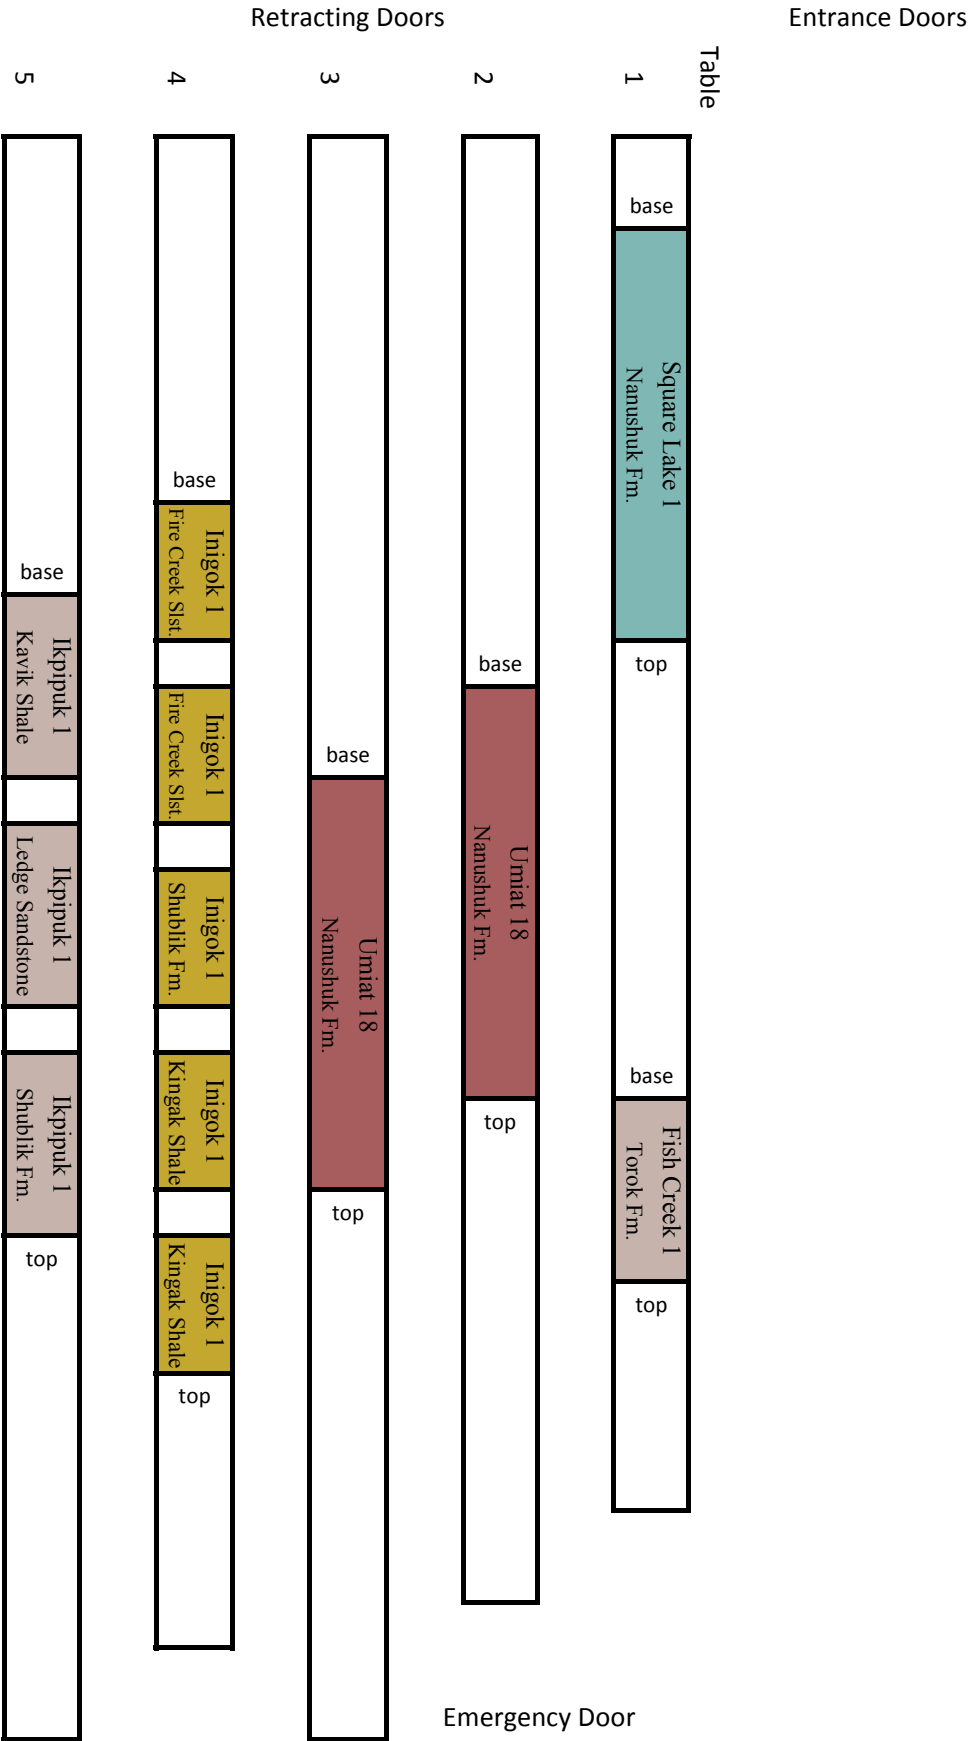 Retracting Doors
Entrance Doors
Table
1
2
3
4
5
base
Square Lake 1
Nanushuk Fm.
top
base
Fish Creek 1
Torok Fm.
top
base
Umiat 18
Nanushuk Fm.
top
base
Umiat 18
Nanushuk Fm.
top
base
Inigok 1
Fire Creek Slst.
Inigok 1
Fire Creek Slst.
Inigok 1
Shublik Fm.
Inigok 1
Kingak Shale
Inigok 1
Kingak Shale
top
base
Ikpipuk 1
Kavik Shale
Ikpipuk 1
Ledge Sandstone
Ikpipuk 1
Shublik Fm.
top
Emergency Door